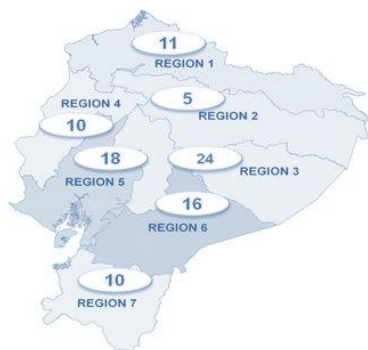 11
REGION 1
REGION 4
5
REGION 2
10
18
REGION 5
24
REGION 3
16
REGION 6
10
REGION 7